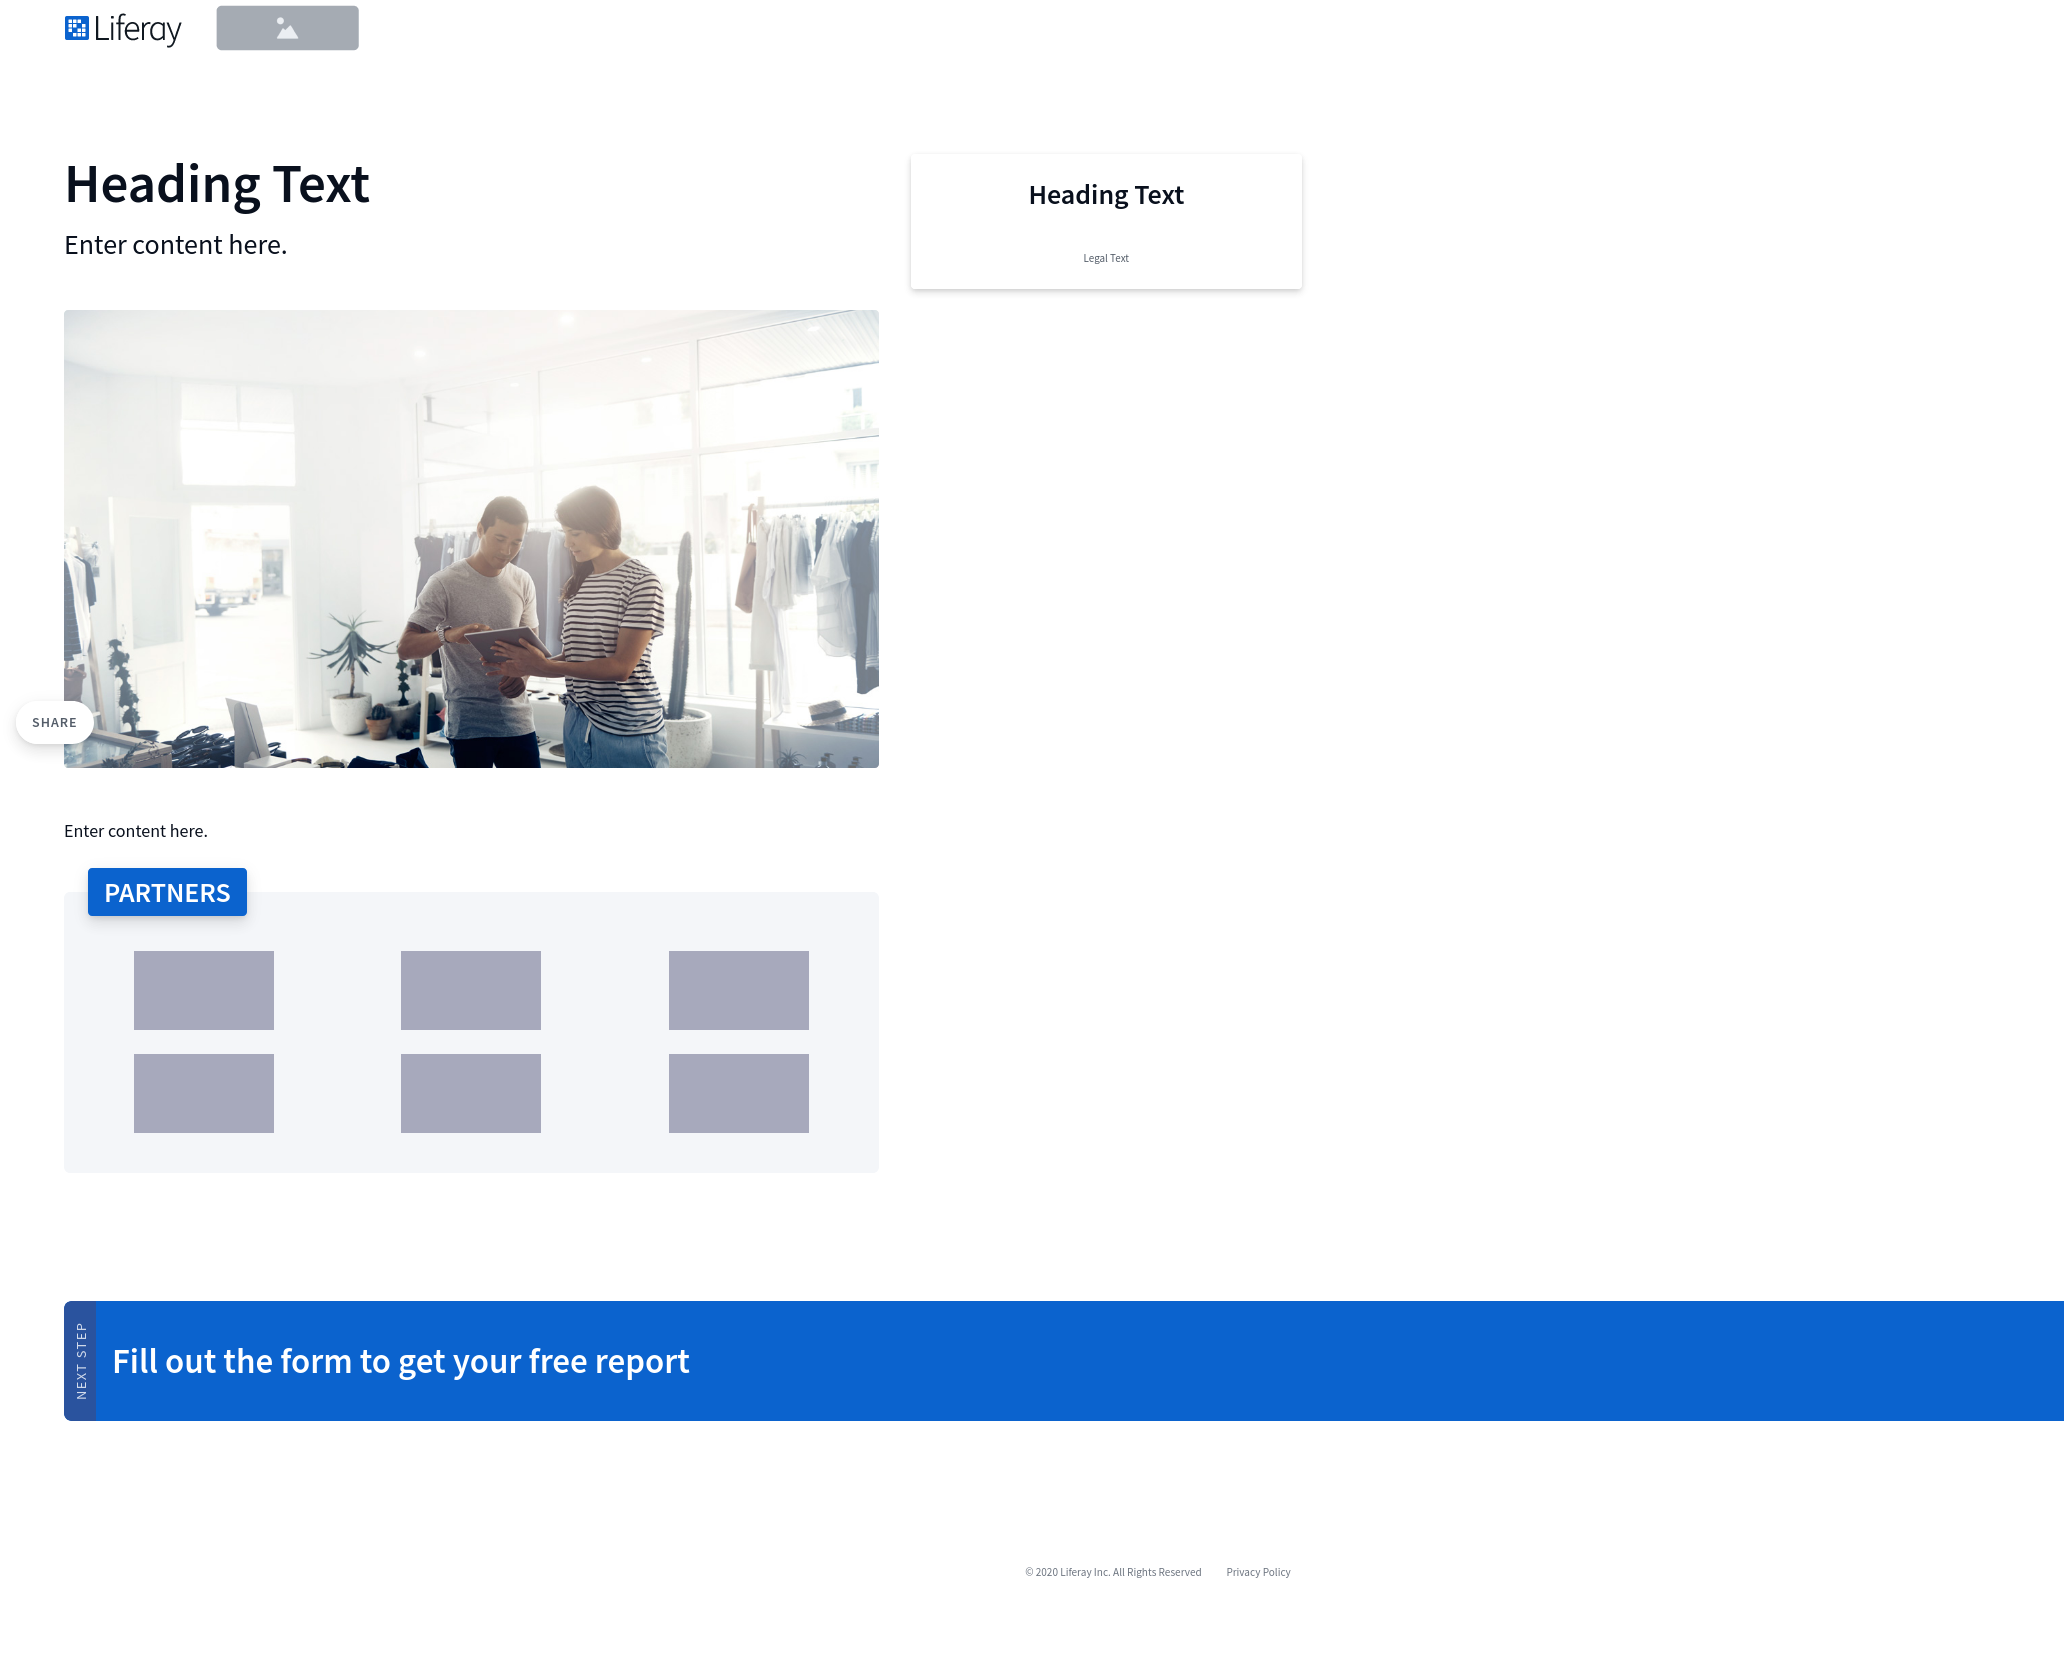 Liferay
Heading Text
Enter content here.
Heading Text
Legal Text
SHARE
Enter content here.
PARTNERS
NEXT STEP
Fill out the form to get your free report
© 2020 Liferay Inc. All Rights Reserved
Privacy Policy